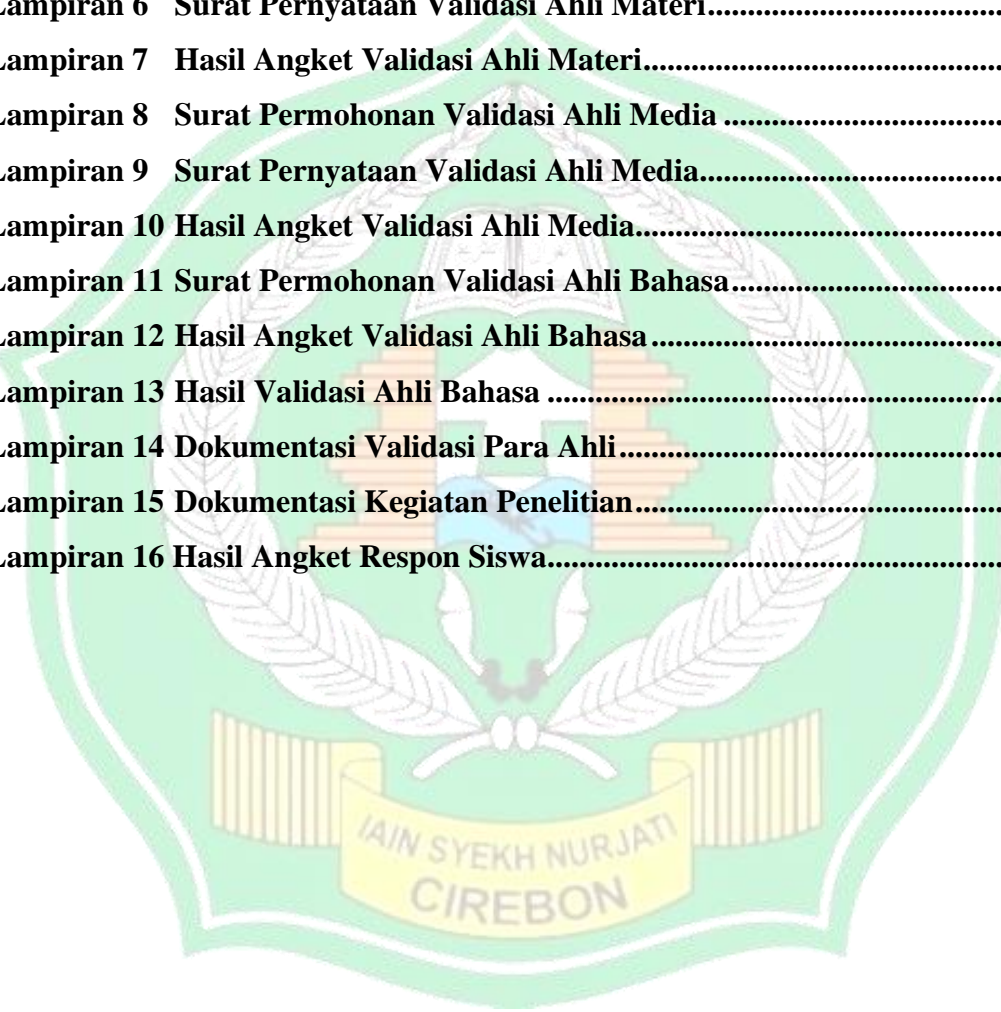 Lampiran 6 Surat Pernyataan Validasi Ahli Materi....................................
Lampiran 7 Hasil Angket Validasi Ahli Materi............................................
Lampiran 8 Surat Permohonan Validasi Ahli Media ..................................
Lampiran 9 Surat Pernyataan Validasi Ahli Media.....................................
Lampiran 10 Hasil Angket Validasi Ahli Media.............................................
Lampiran 11 Surat Permohonan Validasi Ahli Bahasa.................................
Lampiran 12 Hasil Angket Validasi Ahli Bahasa ...........................................
Lampiran 13 Hasil Validasi Ahli Bahasa ........................................................
Lampiran 14 Dokumentasi Validasi Para Ahli...............................................
Lampiran 15 Dokumentasi Kegiatan Penelitian.............................................
Lampiran 16 Hasil Angket Respon Siswa.......................................................
IAIN SYEKH NURJATI
CIREBON